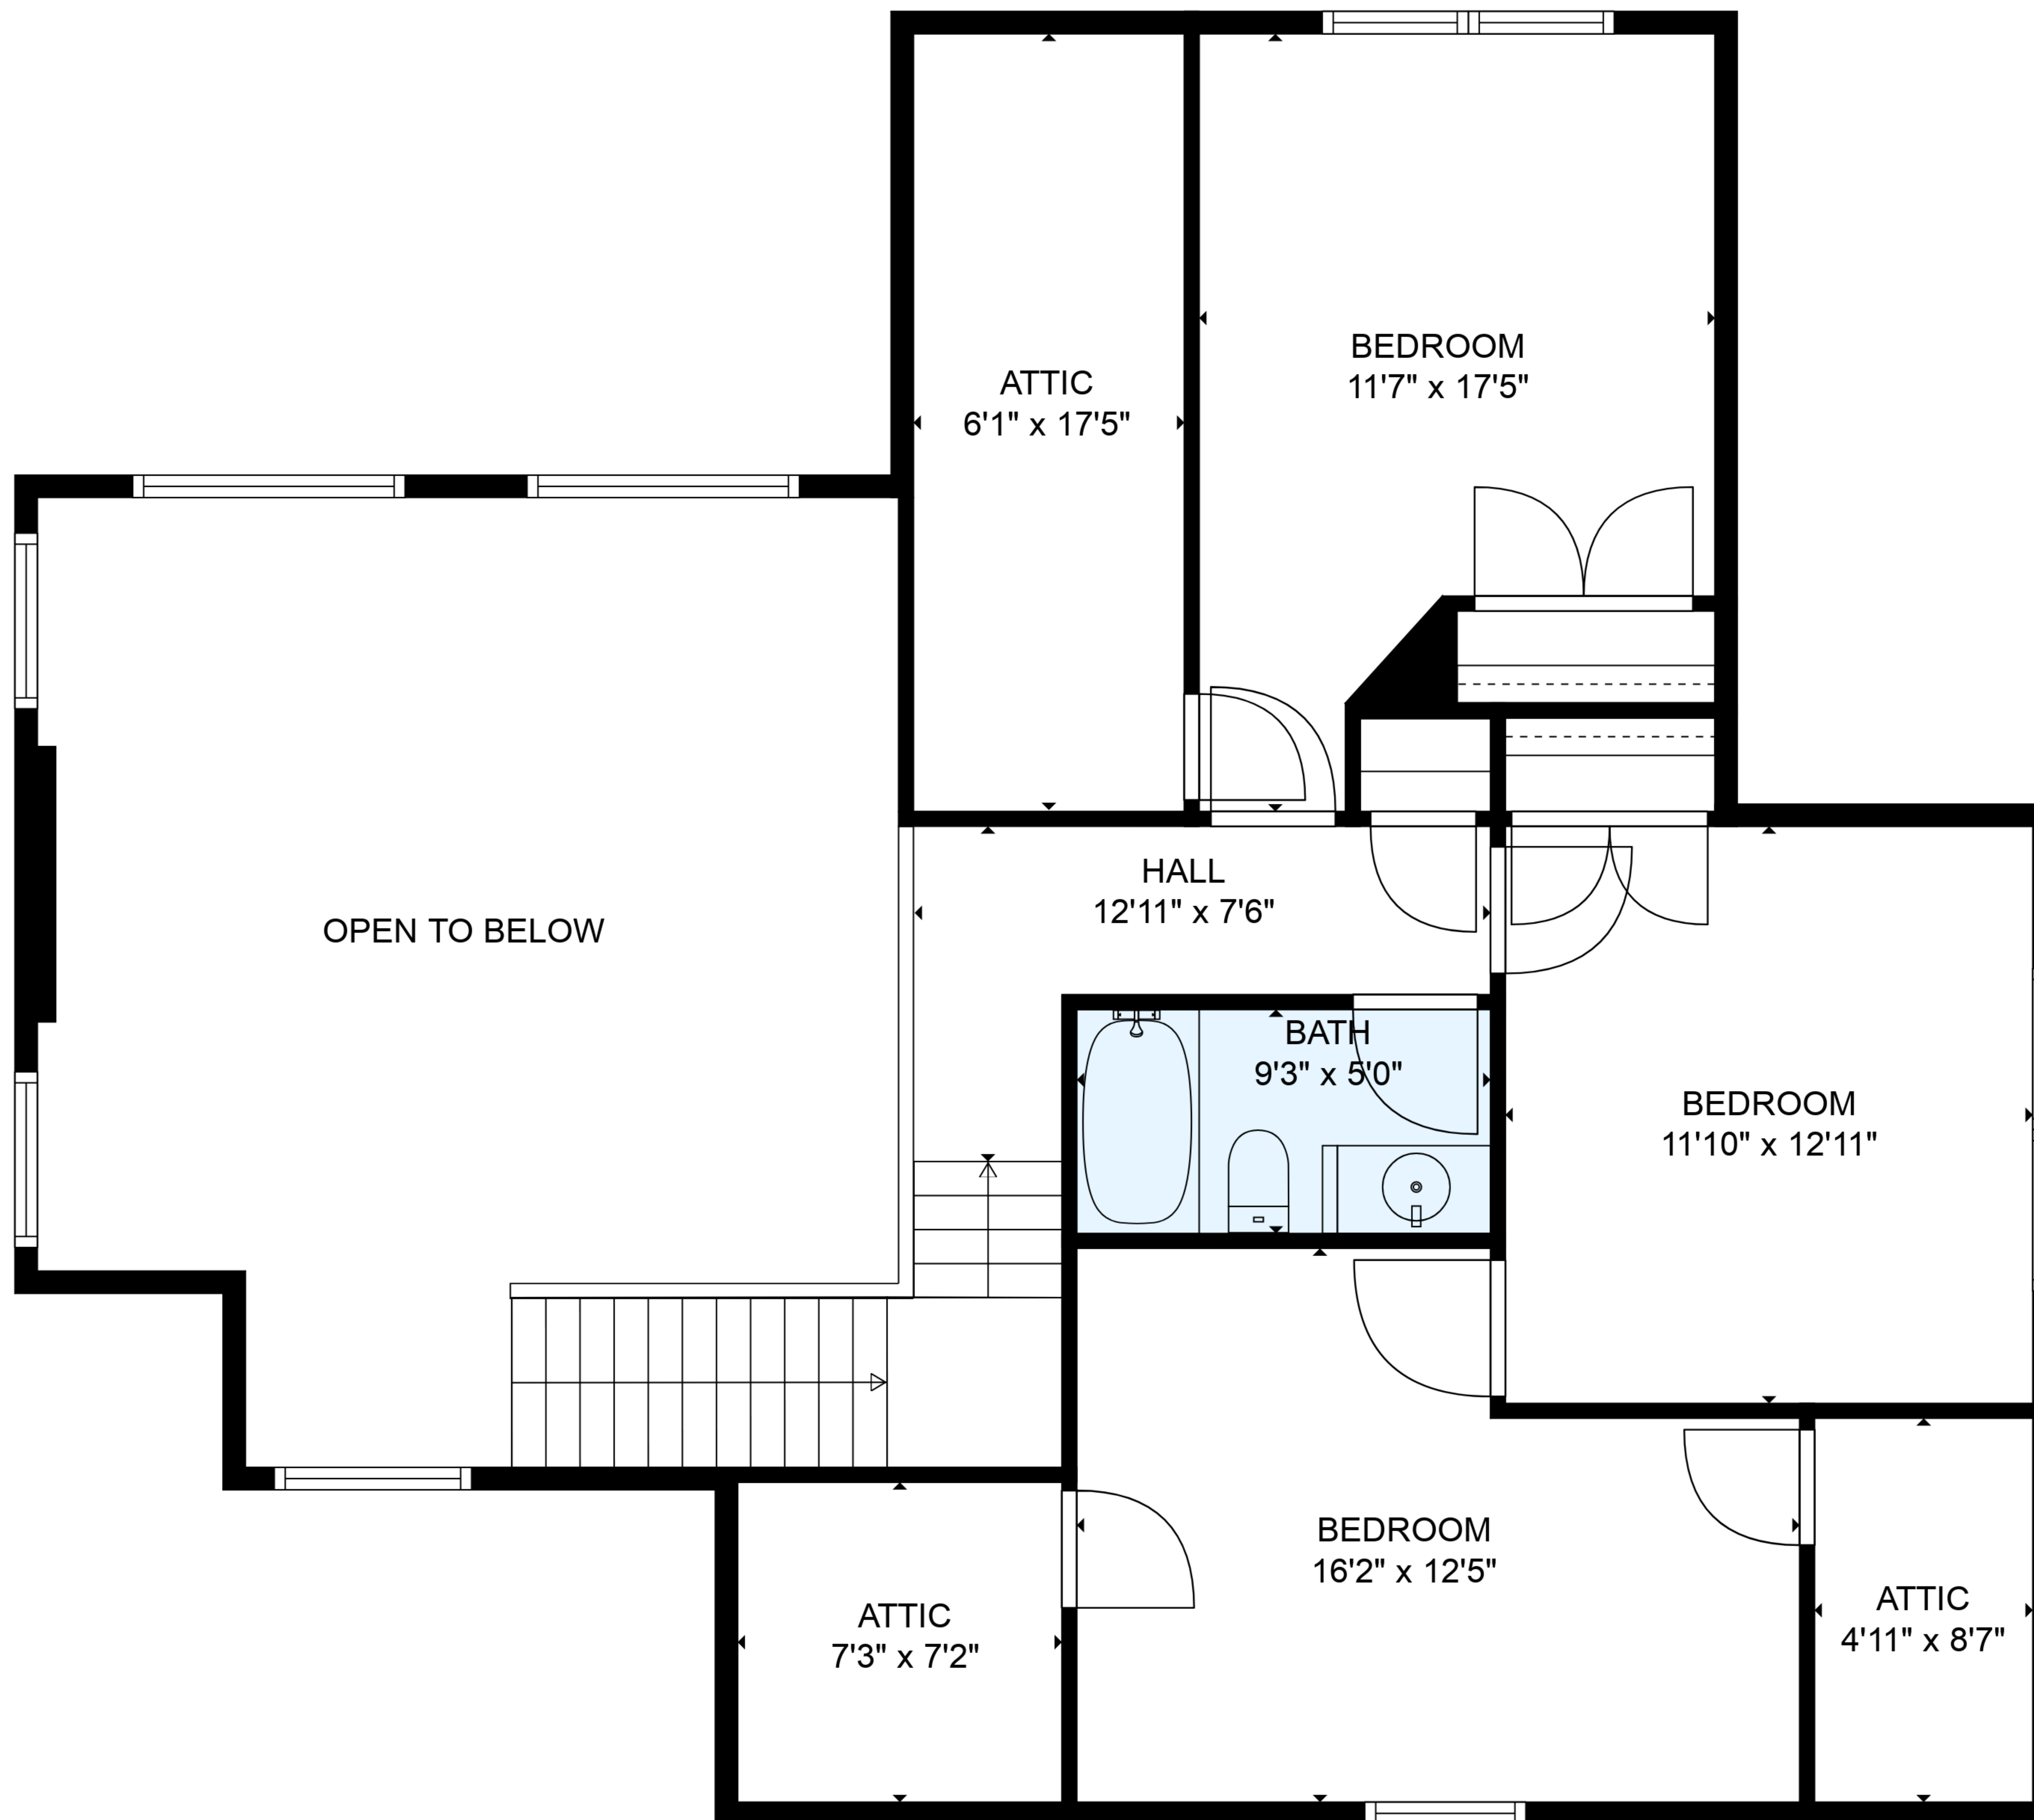 BEDROOM
11'7" x 17'5"
ATTIC
6'1" x 17'5"
HALL
12'11" x 7'6"
OPEN TO BELOW
BATH
9'3" x 5'0"
BEDROOM
11'10" x 12'11"
BEDROOM
16'2" x 12'5"
ATTIC
4'11" x 8'7"
ATTIC
7'3" x 7'2"